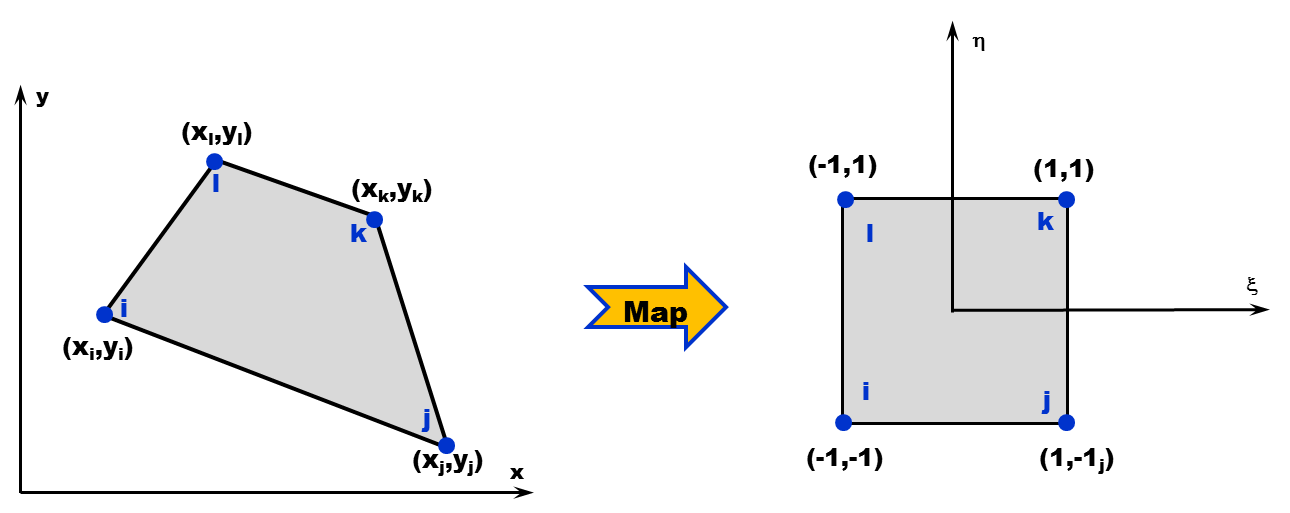 y
(xl,yl)
l
(xk,yk)
k
i
(xi,yi)
j
(xj,yj)
x
Map
η
(-1,1)
(1,1)
l
k
ξ
i
j
(-1,-1)
(1,-1j)